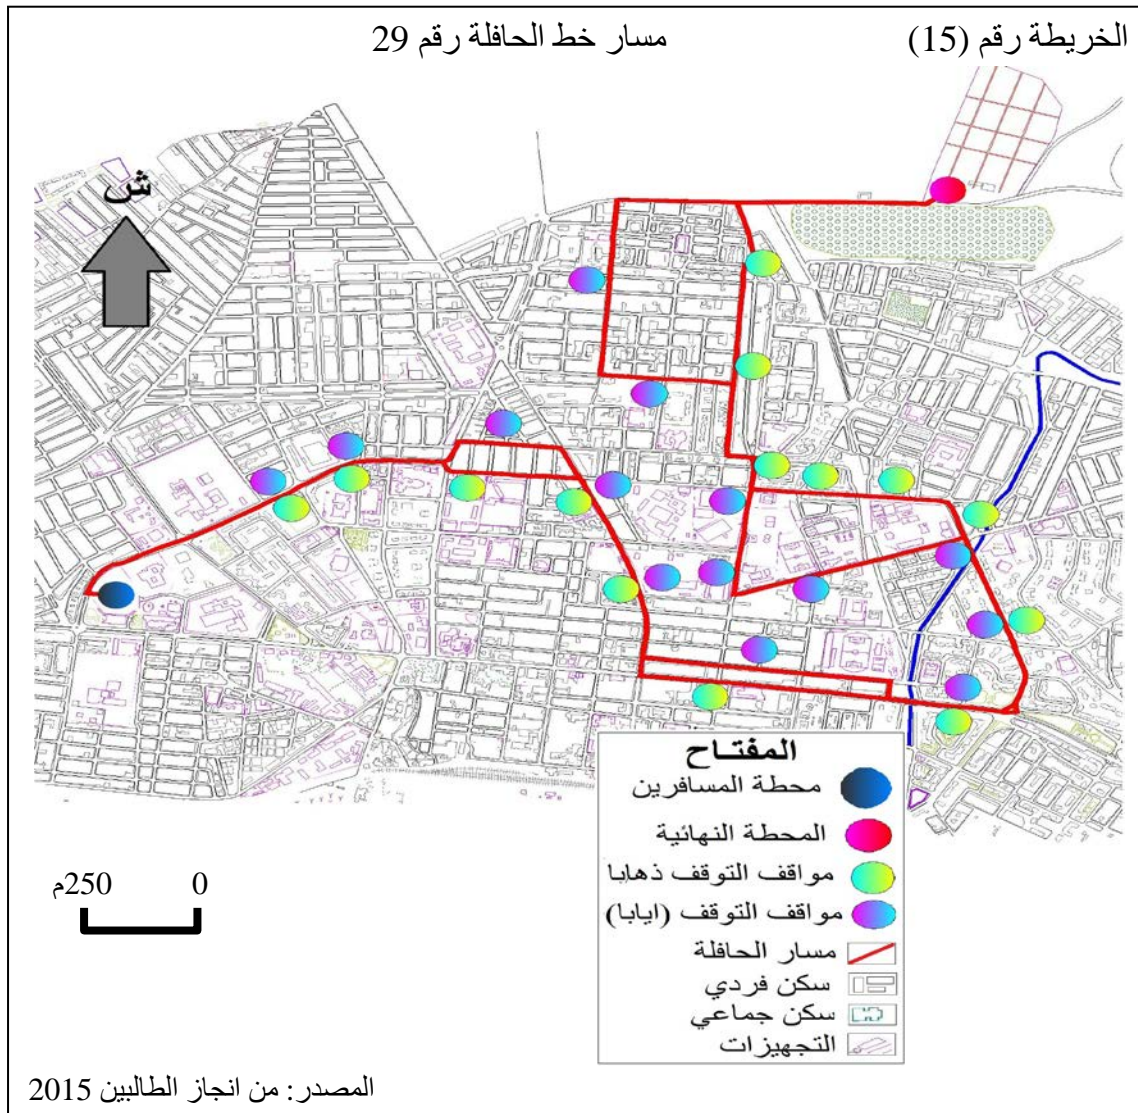 الخريطة رقم (15) مسار خط الحافلة رقم 29
ش
المفتاح
محطة المسافرين
المحطة النهائية
مواقف التوقف ذهابا
مواقف التوقف (ايابا)
مسار الحافلة
سكن فردي
سكن جماعي
التجهيزات
0 250م
المصدر: من انجاز الطالبين 2015